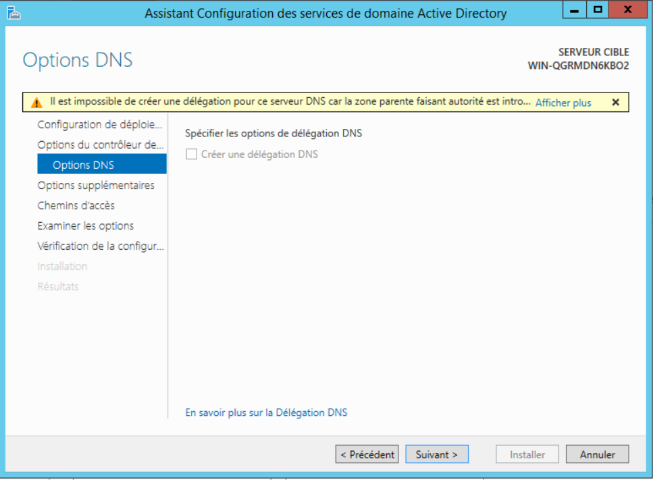 Assistant Configuration des services de domaine Active Directory
Options DNS
SERVEUR CIBLE
WIN-QGRMDN6KBO2
Il est impossible de créer une délégation pour ce serveur DNS car la zone parente faisant autorité est intro... Afficher plus
Configuration de déploie...
Options du contrôleur de...
Options DNS
Options supplémentaires
Chemins d'accès
Examiner les options
Vérification de la configur...
Installation
Résultats
Spécifier les options de délégation DNS
Créer une délégation DNS
En savoir plus sur la Délégation DNS
< Précédent Suivant > Installer Annuler